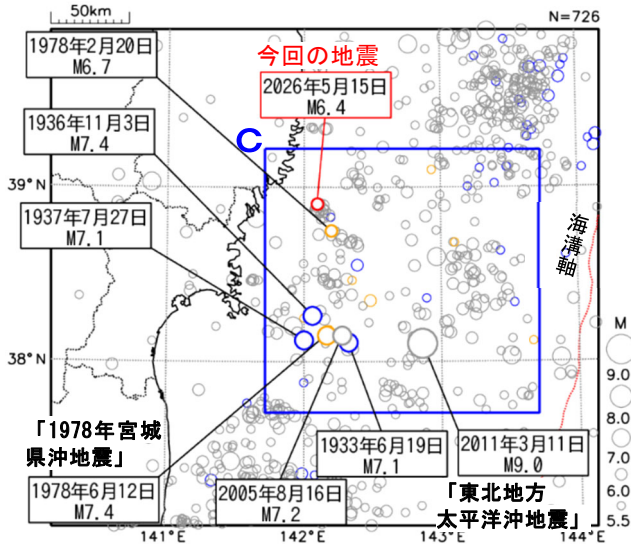 50km
N=726
1978年2月20日
M6.7
今回の地震
2026年5月15日
M6.4
1936年11月3日
M7.4
C
39°N
1937年7月27日
M7.1
海溝軸
M
38°N
9.0
8.0
7.0
6.0
5.5
「1978年宮城
県沖地震」
1933年6月19日
M7.1
2011年3月11日
M9.0
1978年6月12日
M7.4
2005年8月16日
M7.2
「東北地方
太平洋沖地震」
141°E
142°E
143°E
144°E